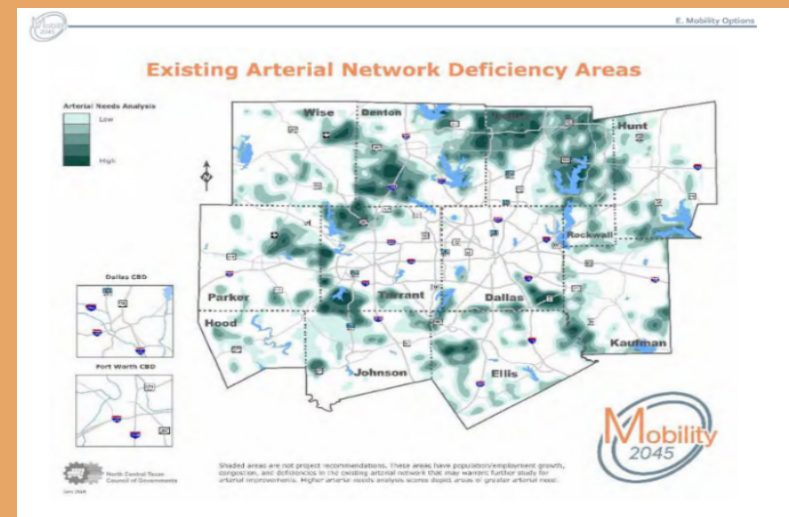 E. Mobility Options
Mobility
2045
Existing Arterial Network Deficiency Areas
Arterial Needs Analysis
Low
High
Wise
Denton
Hunt
Rockwall
Parker
Tarrant
Dallas
Hood
Johnson
Ellis
Kaufman
Dallas CBD
Fort Worth CBD
Mobility
2045
North Central Texas
Council of Governments
Shaded areas are not project recommendations. These areas have population/employment growth,
congestion, and deficiencies in the existing arterial network that may warrant further study for
arterial improvements. Higher arterial needs analysis scores depict areas of greater arterial need.